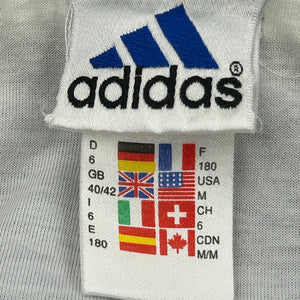 adidas ®
D F
6 180
GB USA
40/42 M
I CH
6 6
E CDN
180 M/M